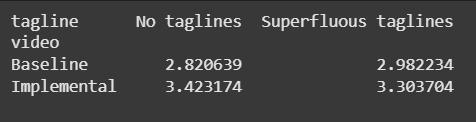 tagline No taglines Superfluous taglines
video
Baseline 2.820639 2.982234
Implemental 3.423174 3.303704